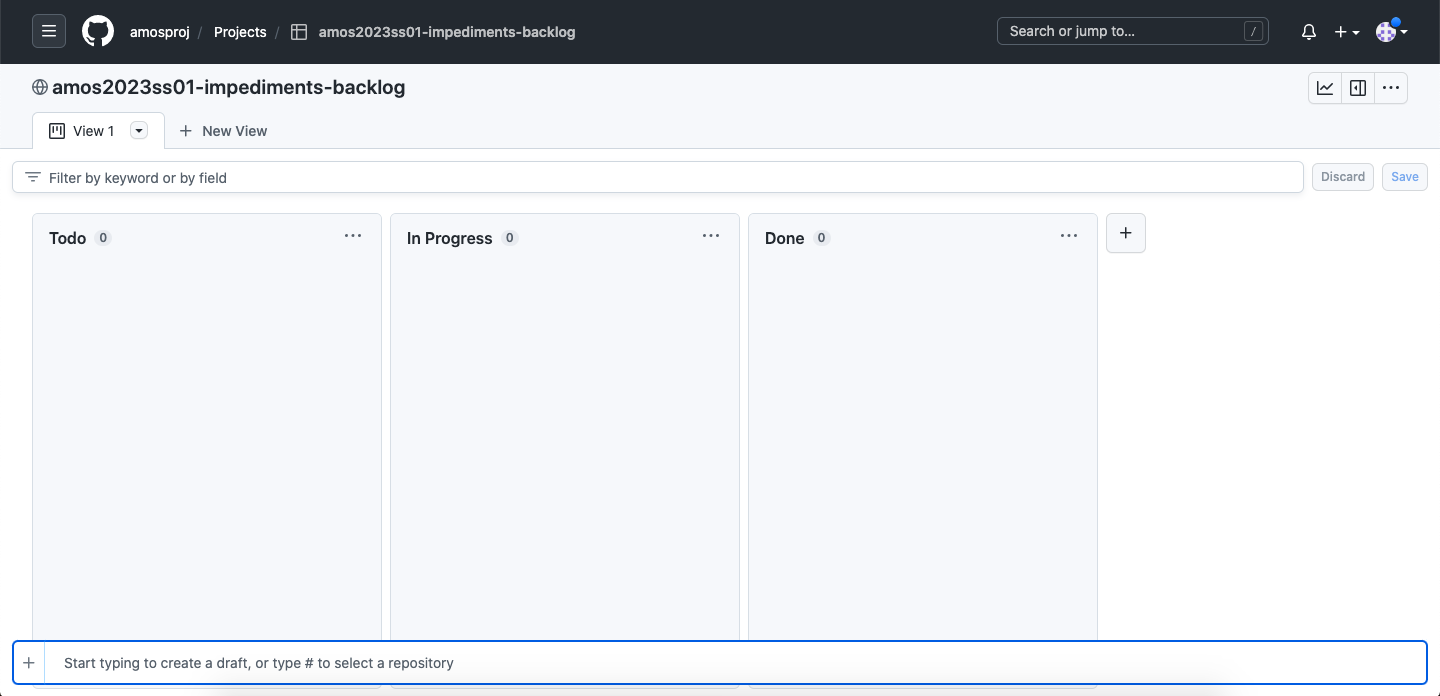 amosproj / Projects / amos2023ss01-impediments-backlog
Search or jump to... /
amos2023ss01-impediments-backlog
View 1
New View
Filter by keyword or by field
Discard
Save
Todo 0
In Progress 0
Done 0
Start typing to create a draft, or type # to select a repository